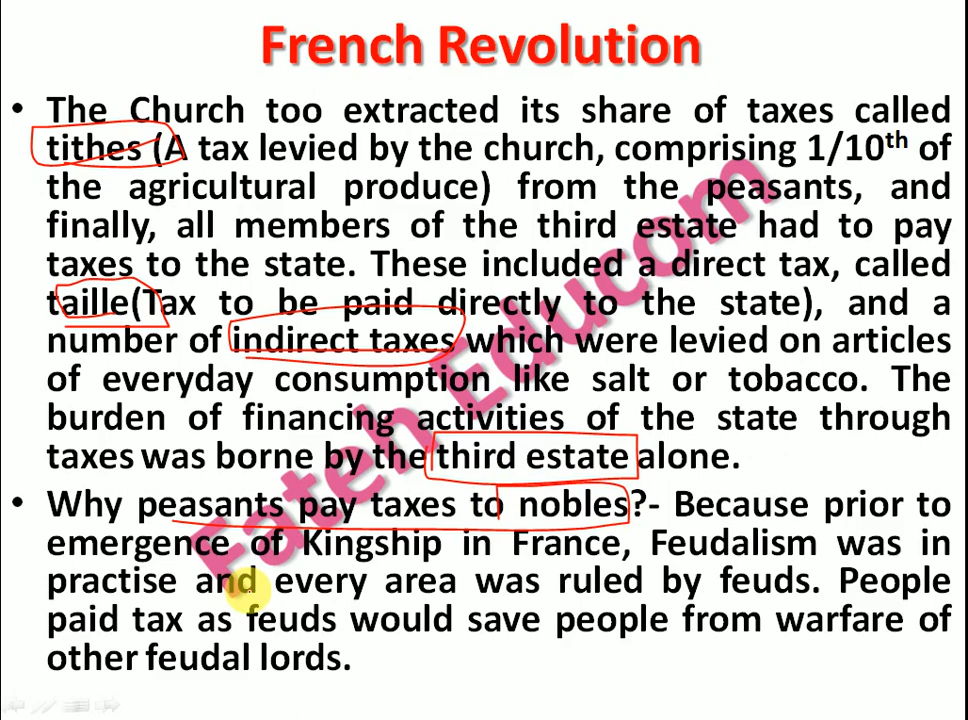 French Revolution
• The Church too extracted its share of taxes called
tithes (A tax levied by the church, comprising 1/10th of
the agricultural produce) from the peasants, and
finally, all members of the third estate had to pay
taxes to the state. These included a direct tax, called
taille(Tax to be paid directly to the state), and a
number of indirect taxes which were levied on articles
of everyday consumption like salt or tobacco. The
burden of financing activities of the state through
taxes was borne by the third estate alone.
• Why peasants pay taxes to nobles?- Because prior to
emergence of Kingship in France, Feudalism was in
practise and every area was ruled by feuds. People
paid tax as feuds would save people from warfare of
other feudal lords.
Fateh Educom